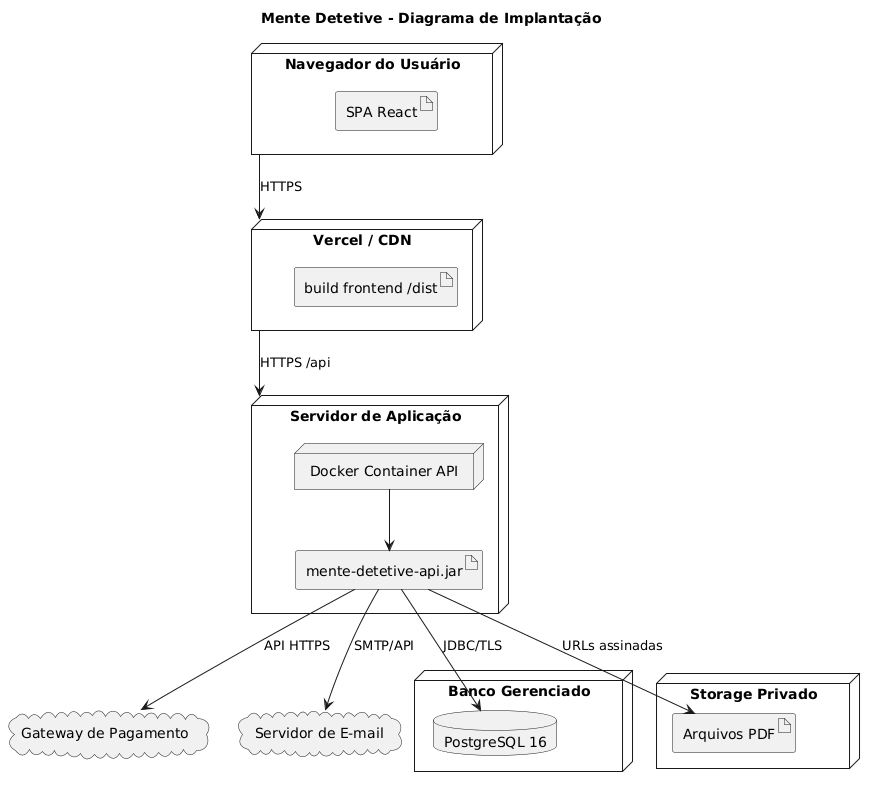 Mente Detetive - Diagrama de Implantação
Navegador do Usuário
SPA React
HTTPS
Vercel / CDN
build frontend /dist
HTTPS /api
Servidor de Aplicação
Docker Container API
mente-detetive-api.jar
API HTTPS
SMTP/API
JDBC/TLS
URLs assinadas
Gateway de Pagamento
Servidor de E-mail
Banco Gerenciado
PostgreSQL 16
Storage Privado
Arquivos PDF